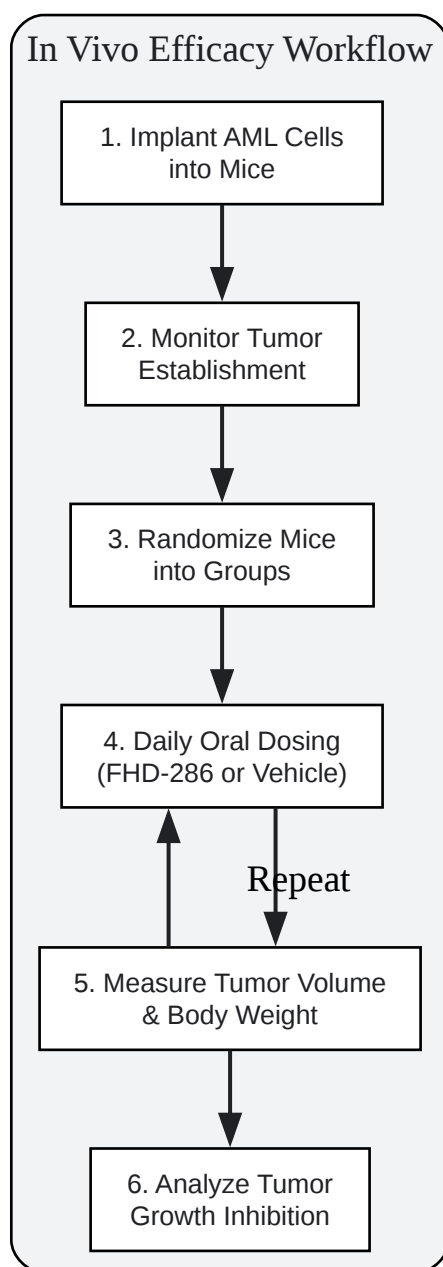 In Vivo Efficacy Workflow
1. Implant AML Cells
into Mice
2. Monitor Tumor
Establishment
3. Randomize Mice
into Groups
4. Daily Oral Dosing
(FHD-286 or Vehicle)
Repeat
5. Measure Tumor Volume
& Body Weight
6. Analyze Tumor
Growth Inhibition